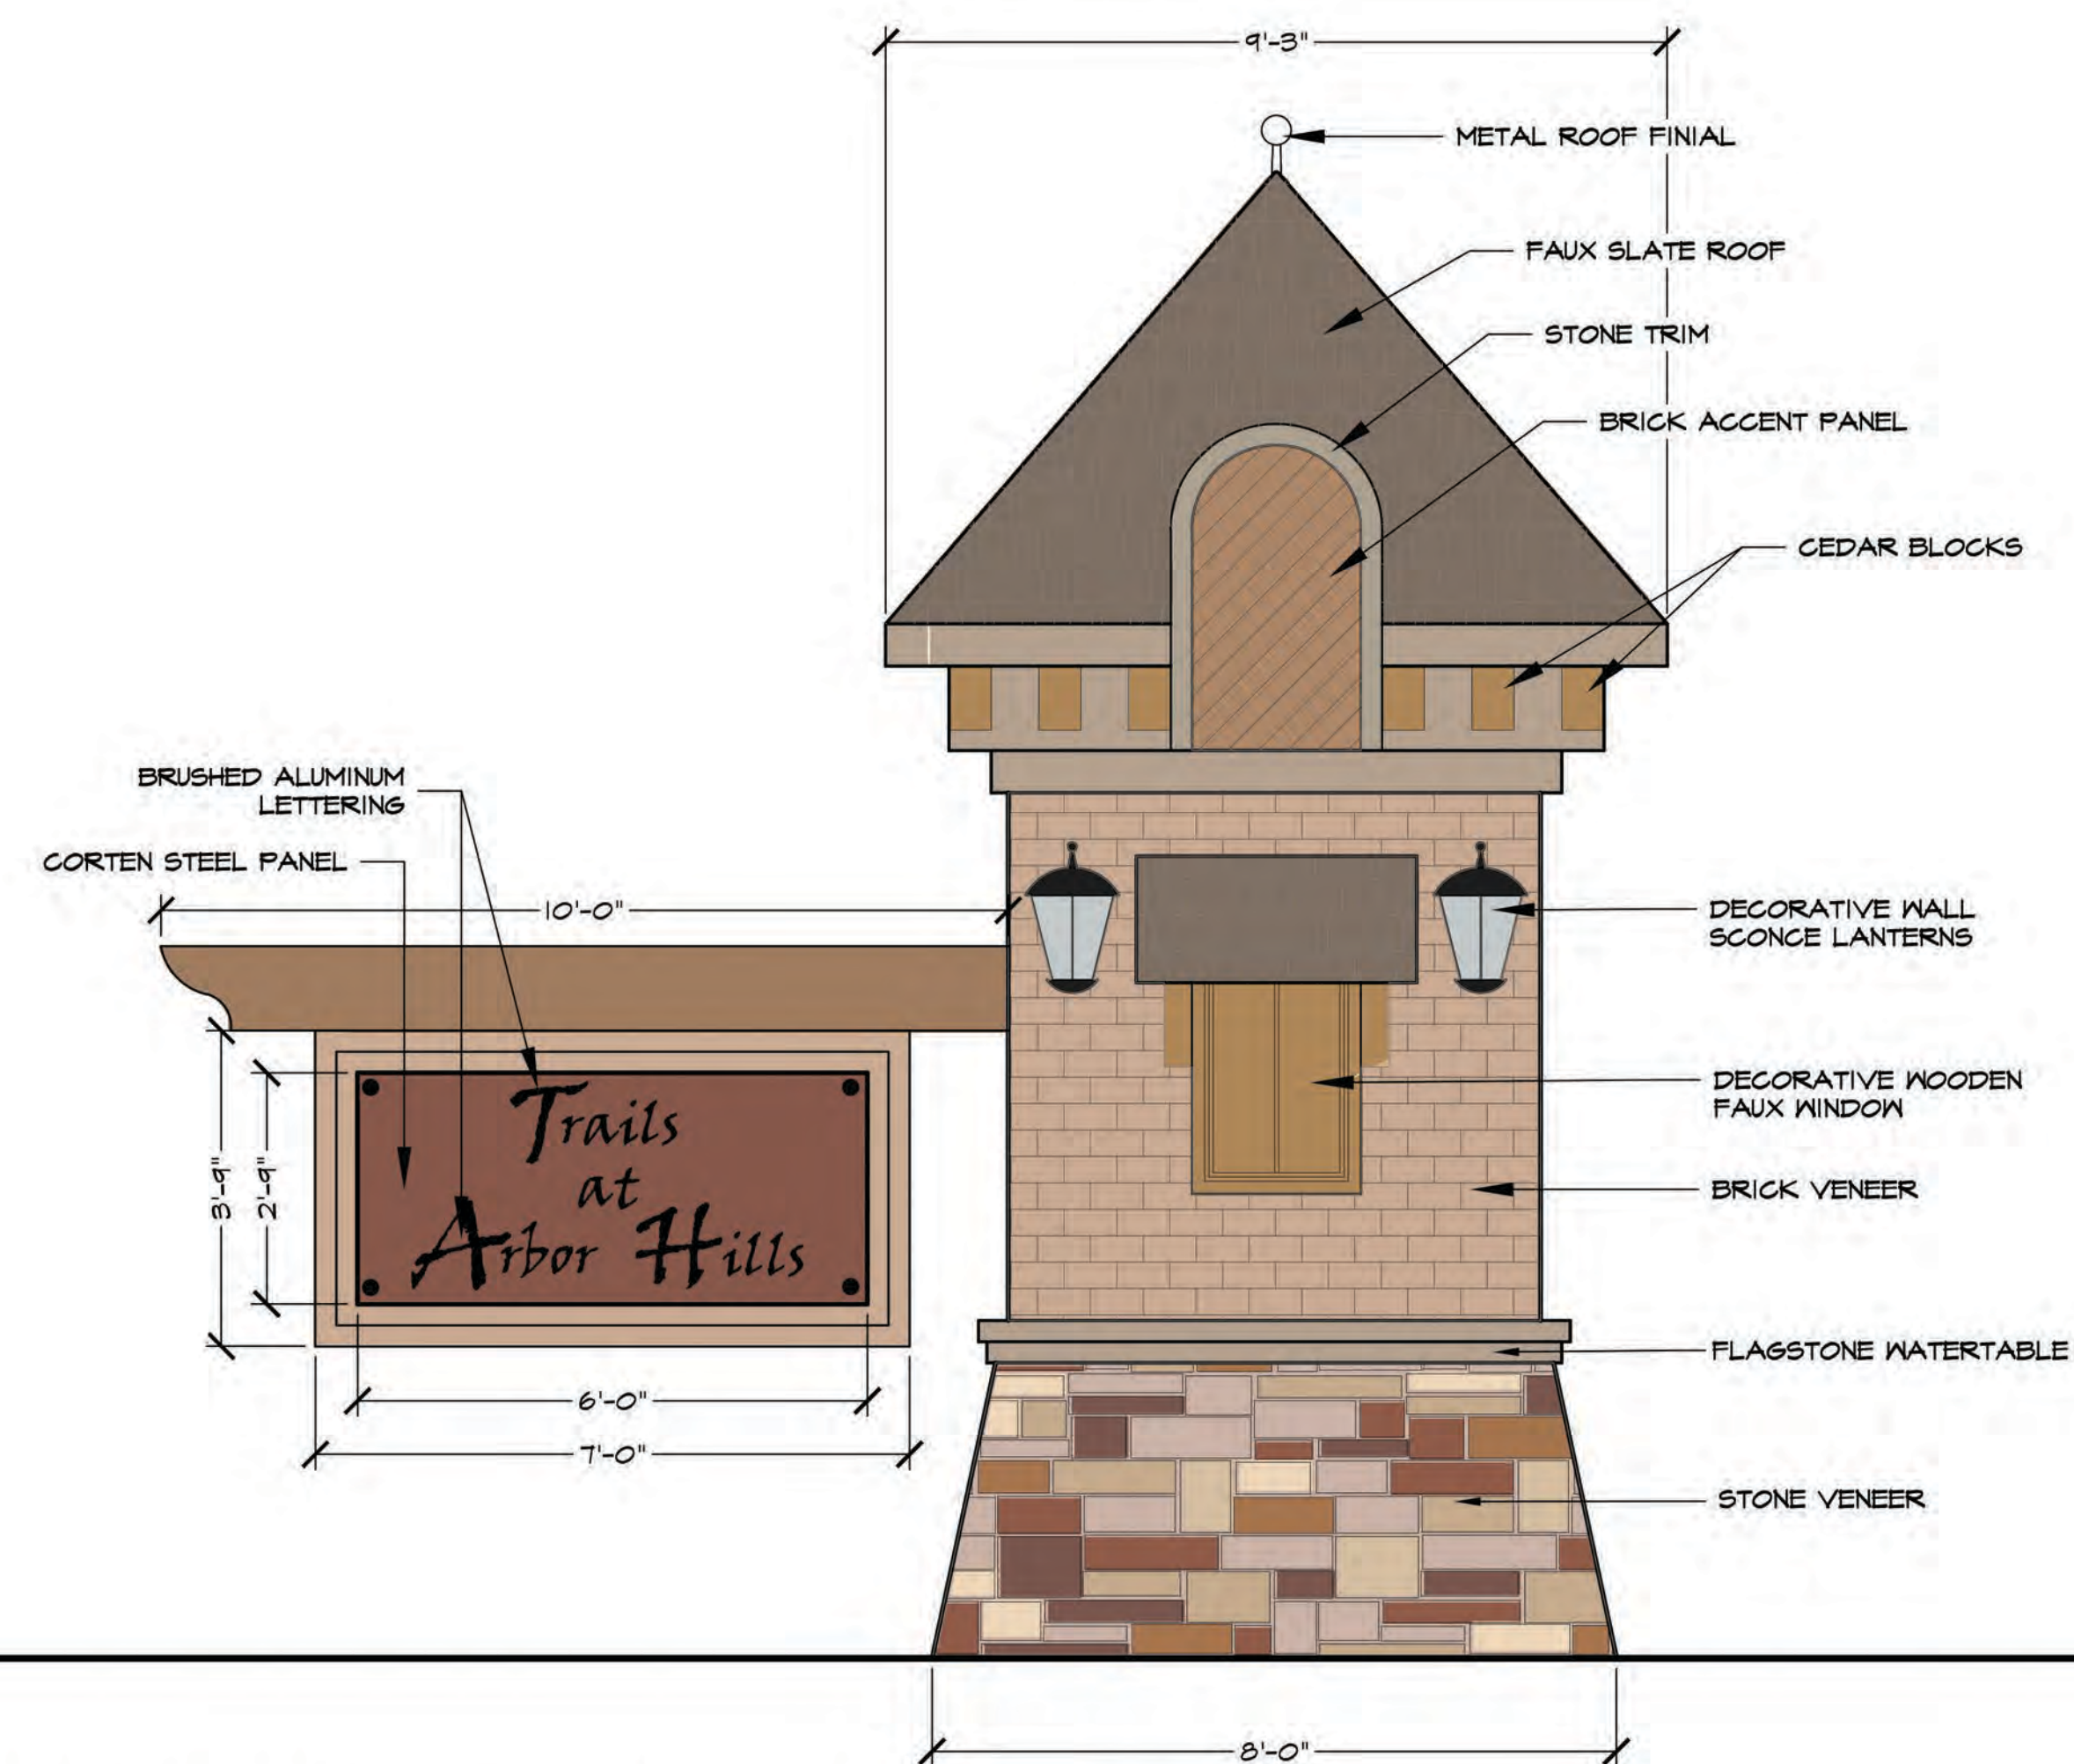 9'-3"
METAL ROOF FINIAL
FAUX SLATE ROOF
STONE TRIM
BRICK ACCENT PANEL
CEDAR BLOCKS
BRUSHED ALUMINUM
LETTERING
CORTEN STEEL PANEL
10'-0"
DECORATIVE WALL
SCONCE LANTERNS
DECORATIVE WOODEN
FAUX WINDOW
Trails
at
Arbor Hills
3'-9"
2'-9"
BRICK VENEER
FLAGSTONE WATERTABLE
6'-0"
7'-0"
STONE VENEER
8'-0"